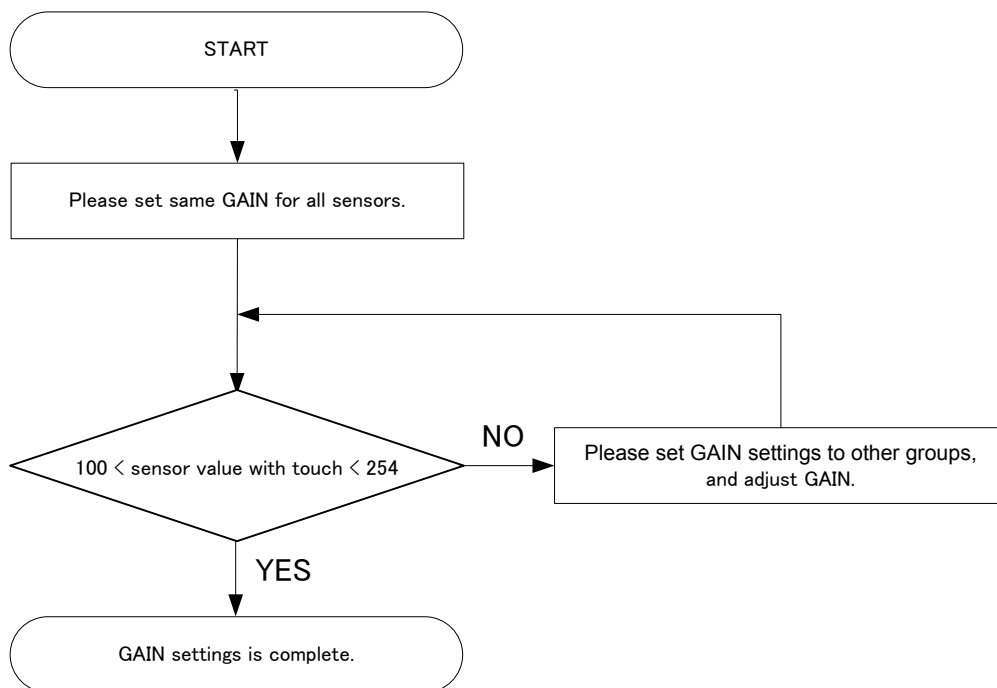 START
Please set same GAIN for all sensors.
100 < sensor value with touch < 254
NO
Please set GAIN settings to other groups,
and adjust GAIN.
YES
GAIN settings is complete.